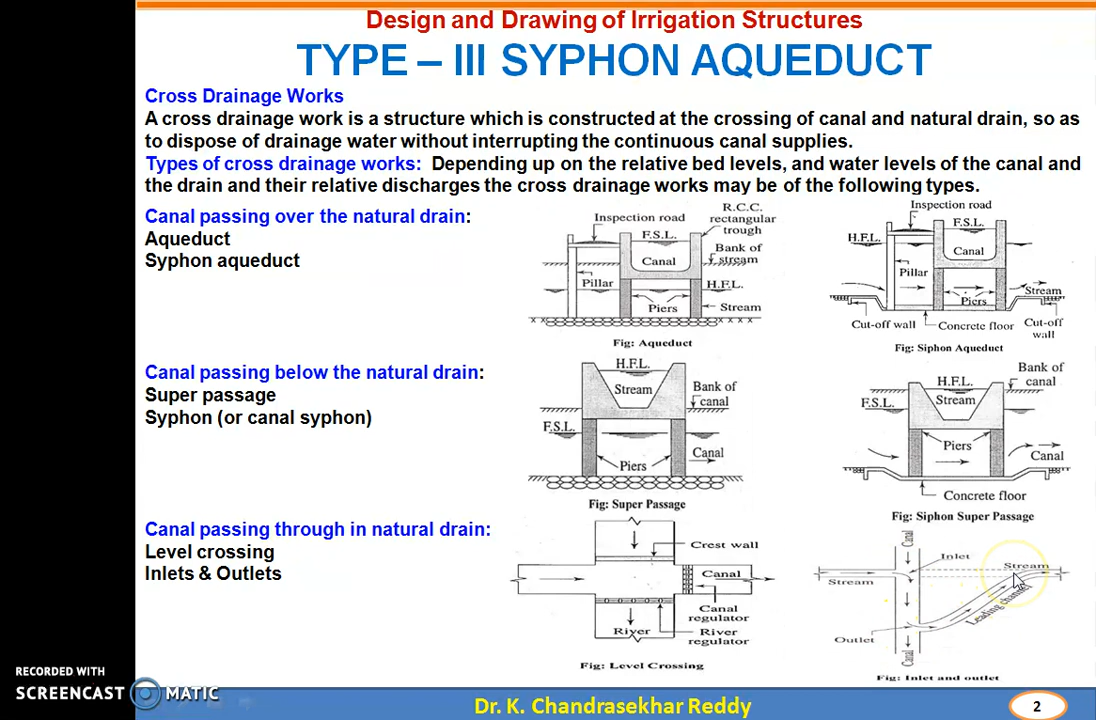 Design and Drawing of Irrigation Structures
TYPE – III SYPHON AQUEDUCT
Cross Drainage Works
A cross drainage work is a structure which is constructed at the crossing of canal and natural drain, so as
to dispose of drainage water without interrupting the continuous canal supplies.
Types of cross drainage works: Depending up on the relative bed levels, and water levels of the canal and
the drain and their relative discharges the cross drainage works may be of the following types.
Canal passing over the natural drain:
Aqueduct
Syphon aqueduct
Inspection road
F.S.L.
R.C.C.
rectangular
trough
Bank of
stream
Canal
Pillar
H.F.L.
Piers
Stream
Fig: Aqueduct
Inspection road
F.S.L.
H.F.L.
Canal
Pillar
Stream
Piers
Cut-off wall
Concrete floor
Cut-off
wall
Fig: Siphon Aqueduct
Canal passing below the natural drain:
Super passage
Syphon (or canal syphon)
H.F.L.
Stream
Bank of
canal
F.S.L.
Canal
Piers
Fig: Super Passage
Bank of
canal
H.F.L.
F.S.L.
Stream
Piers
Canal
Concrete floor
Fig: Siphon Super Passage
Canal passing through in natural drain:
Level crossing
Inlets & Outlets
Crest wall
Canal
Canal
regulator
River
River
regulator
Fig: Level Crossing
Canal
Inlet
Stream
Stream
Leading channel
Outlet
Canal
Fig: Inlet and outlet
RECORDED WITH
SCREENCAST MATIC
Dr. K. Chandrasekhar Reddy
2